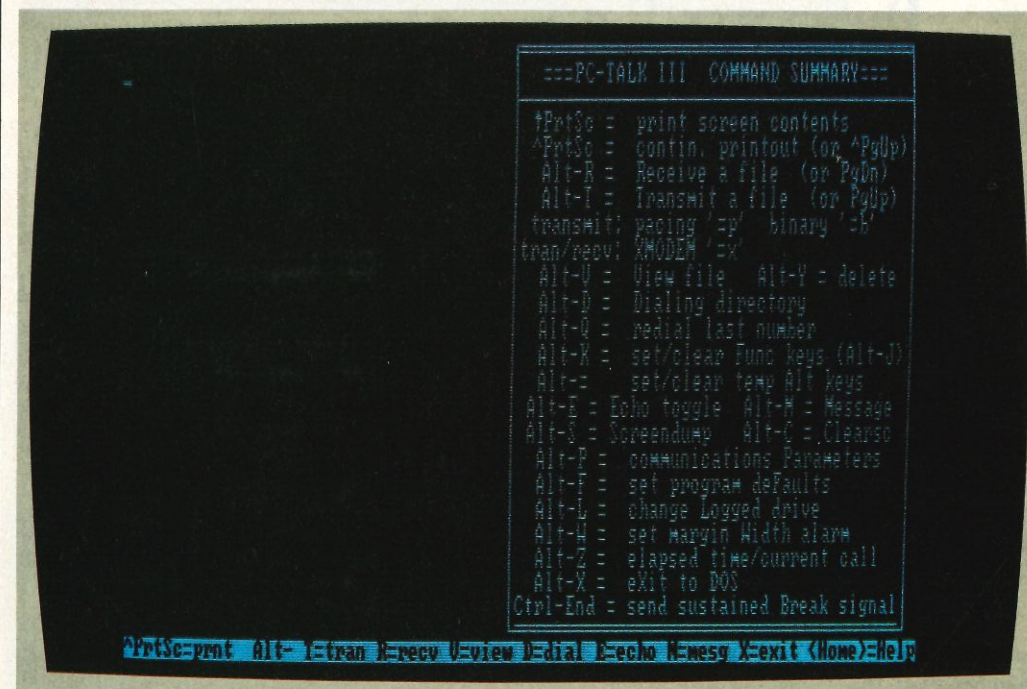 ===PC-TALK III COMMAND SUMMARY===
↑PrtSc = print screen contents
^PrtSc = contin. printout (or ^PgUp)
Alt-R = Receive a file (or PgDn)
Alt-T = Transmit a file (or PgUp)
transmit: pacing '=p' binary '=b'
tran/recv: XMODEM '=x'
Alt-V = View file Alt-Y = delete
Alt-D = Dialing directory
Alt-Q = redial last number
Alt-K = set/clear Func keys (Alt-J)
Alt-= set/clear temp Alt keys
Alt-E = Echo toggle Alt-M = Message
Alt-S = Screendump Alt-C = Clearsc
Alt-P = communications Parameters
Alt-F = set program deFaults
Alt-L = change Logged drive
Alt-W = set margin Width alarm
Alt-Z = elapsed time/current call
Alt-X = eXit to DOS
Ctrl-End = send sustained Break signal
^PrtSc=prnt Alt- T=tran R=recv V=view D=dial E=echo M=mesg X=exit <Home>=Help